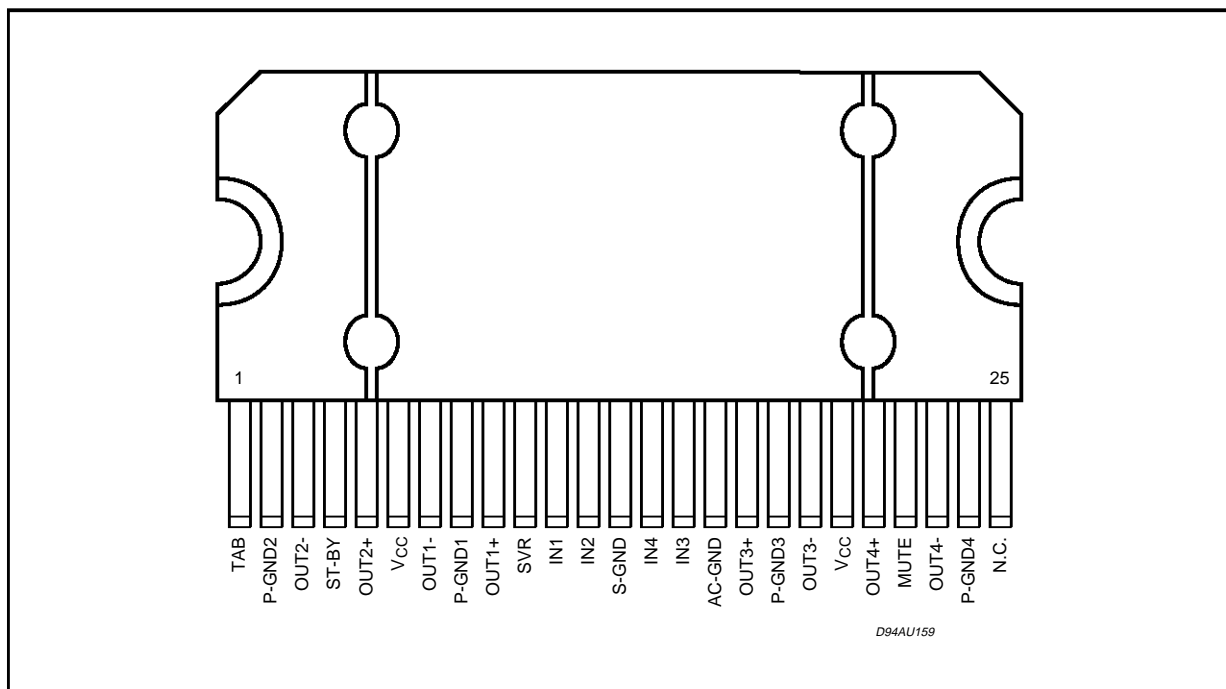 1
25
TAB
P-GND2
OUT2-
ST-BY
OUT2+
VCC
OUT1-
P-GND1
OUT1+
SVR
IN1
IN2
S-GND
IN4
IN3
AC-GND
OUT3+
P-GND3
OUT3-
VCC
OUT4+
MUTE
OUT4-
P-GND4
N.C.
D94AU159